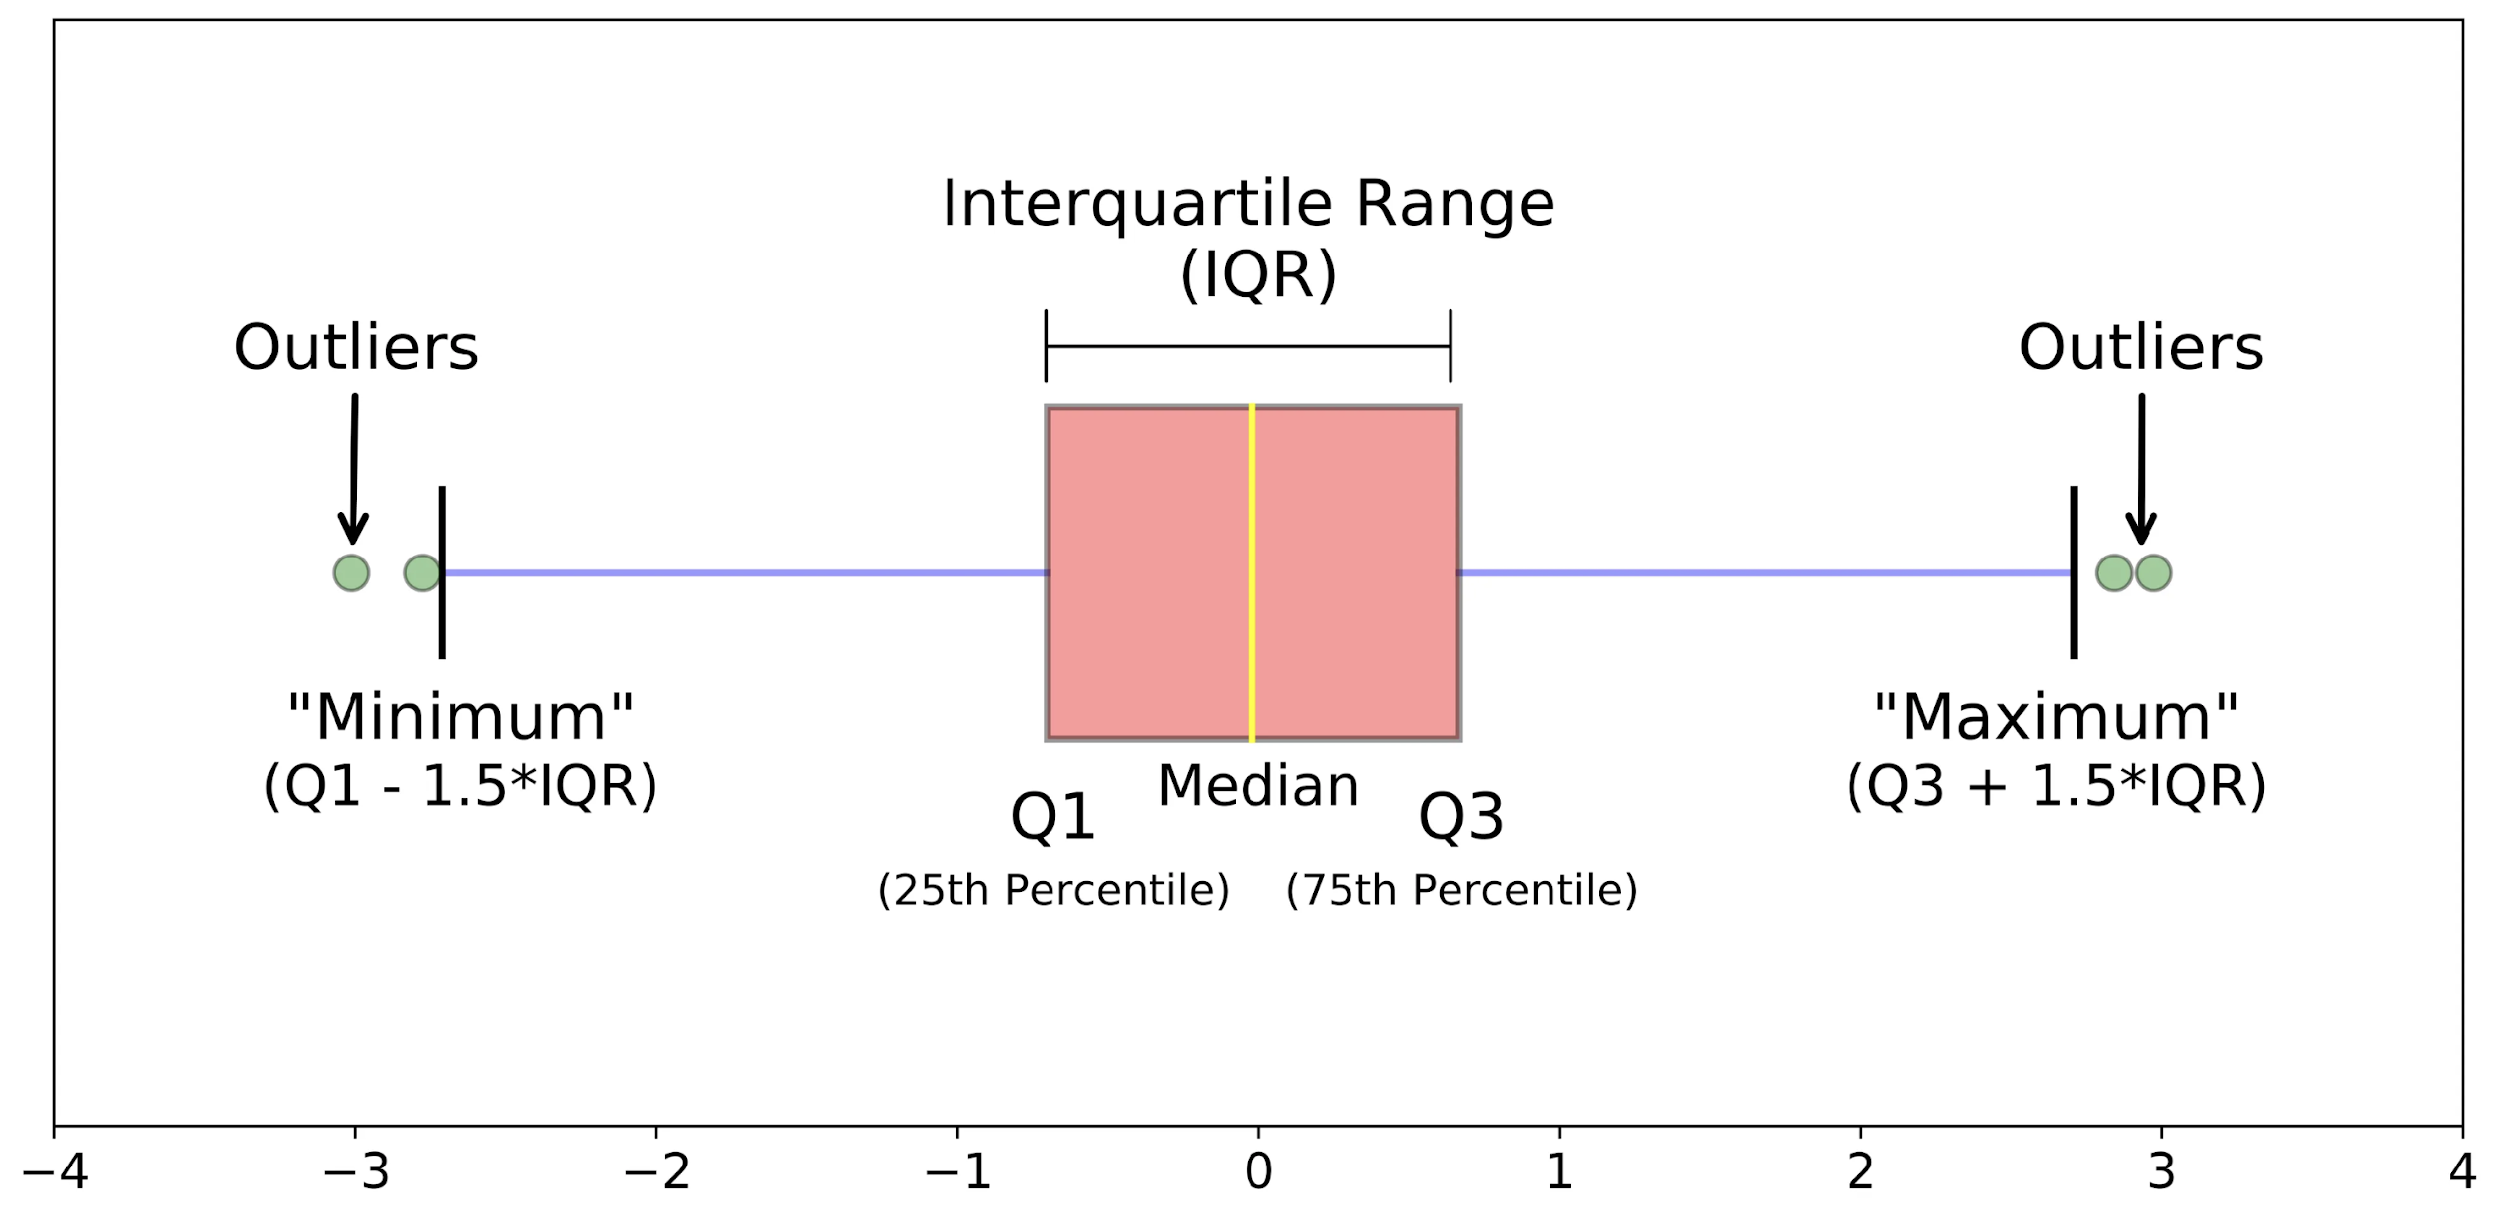 Interquartile Range
(IQR)
Outliers
Outliers
"Minimum"
(Q1 - 1.5*IQR)
"Maximum"
(Q3 + 1.5*IQR)
Median
Q1
Q3
(25th Percentile)
(75th Percentile)
−4
−3
−2
−1
0
1
2
3
4